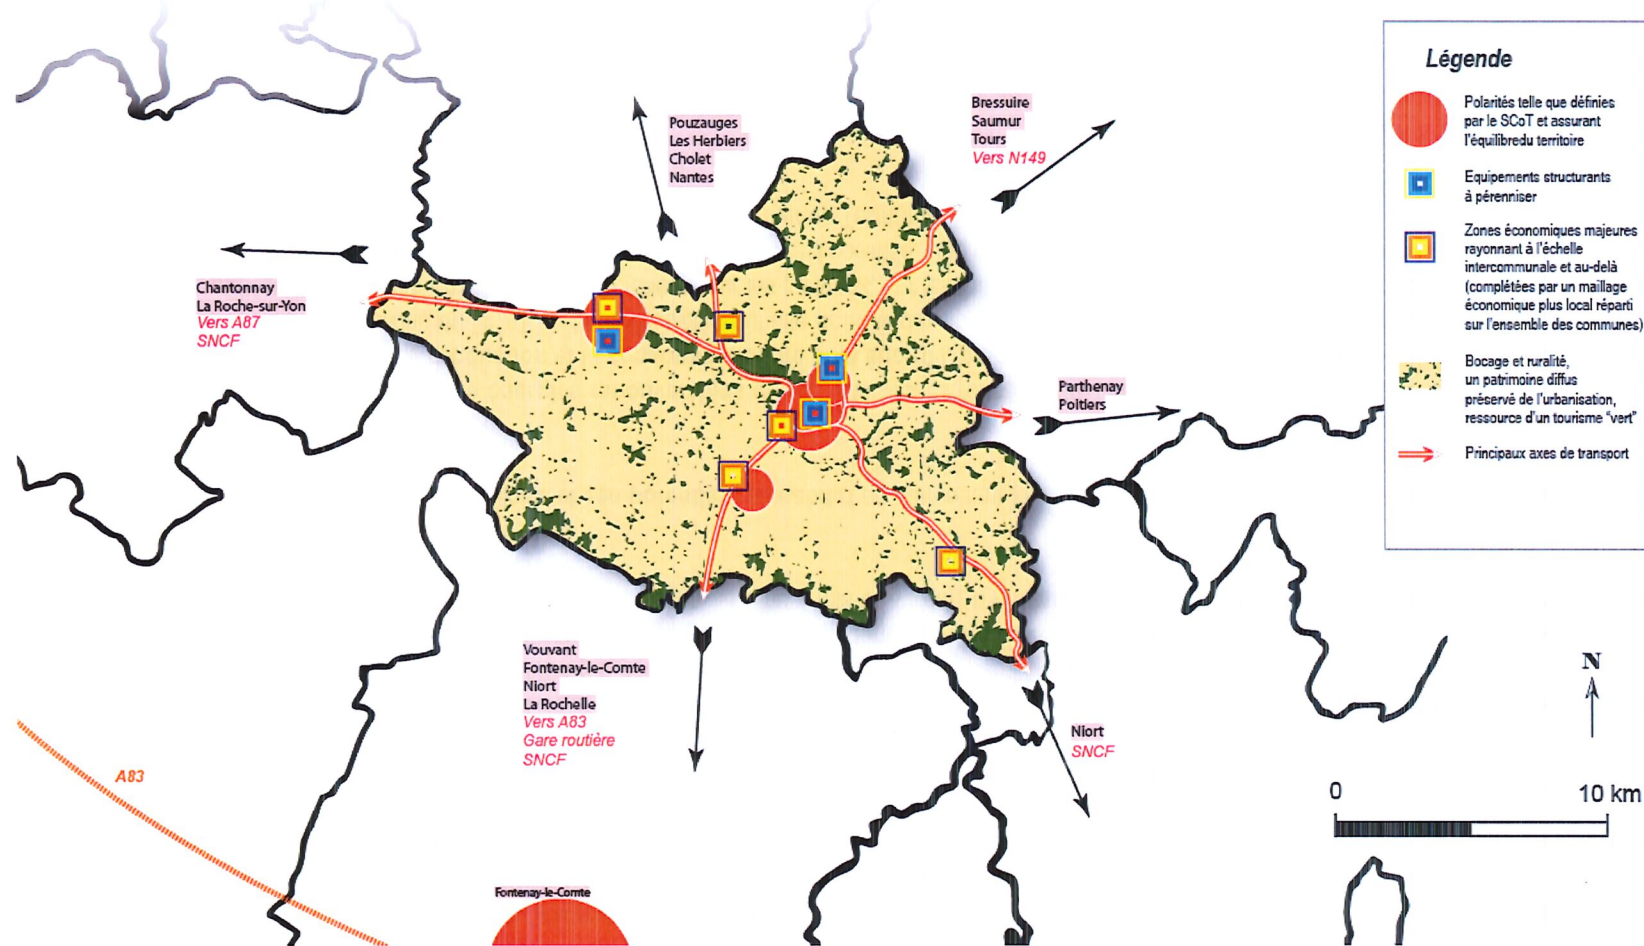 Pouzauges
Les Herbiers
Cholet
Nantes
Bressuire
Saumur
Tours
Vers N149
Chantonnay
La Roche-sur-Yon
Vers A87
SNCF
Parthenay
Poitiers
Vouvant
Fontenay-le-Comte
Niort
La Rochelle
Vers A83
Gare routière
SNCF
Niort
SNCF
A83
Fontenay-le-Comte
Légende
Polarités telle que définies
par le SCoT et assurant
l'équilibredu territoire
Equipements structurants
à pérenniser
Zones économiques majeures
rayonnant à l'échelle
intercommunale et au-delà
(complétées par un maillage
économique plus local réparti
sur l'ensemble des communes)
Bocage et ruralité,
un patrimoine diffus
préservé de l'urbanisation,
ressource d'un tourisme "vert"
Principaux axes de transport
N
0 10 km